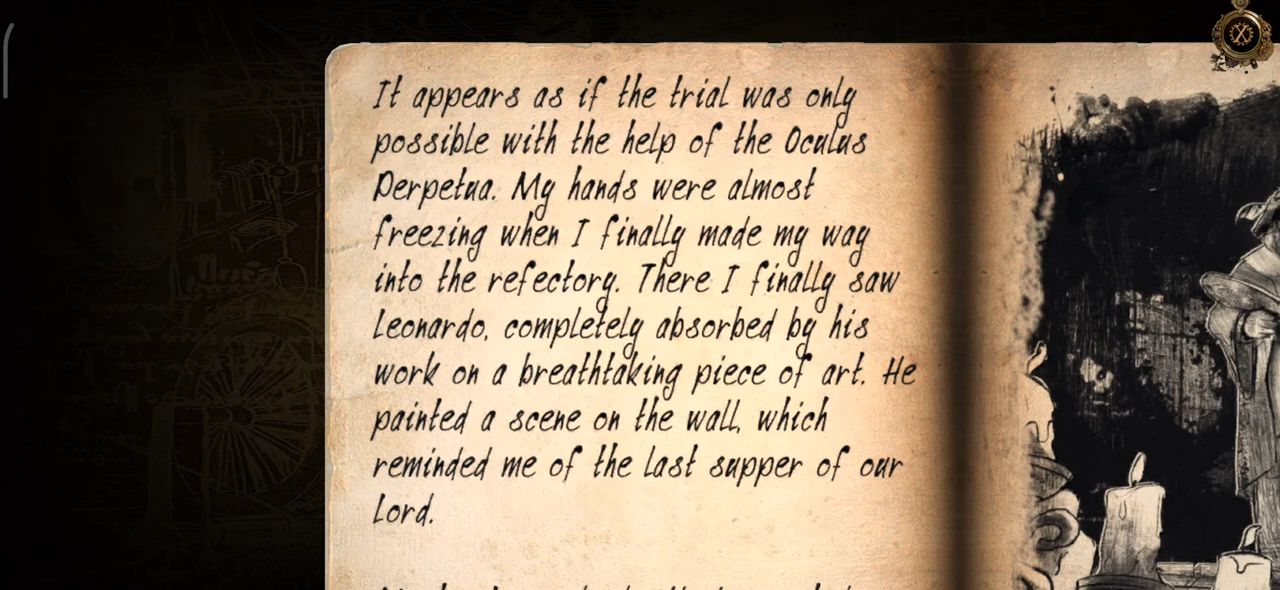 It appears as if the trial was only
possible with the help of the Oculus
Perpetua. My hands were almost
freezing when I finally made my way
into the refectory. There I finally saw
Leonardo, completely absorbed by his
work on a breathtaking piece of art. He
painted a scene on the wall, which
reminded me of the last supper of our
Lord.